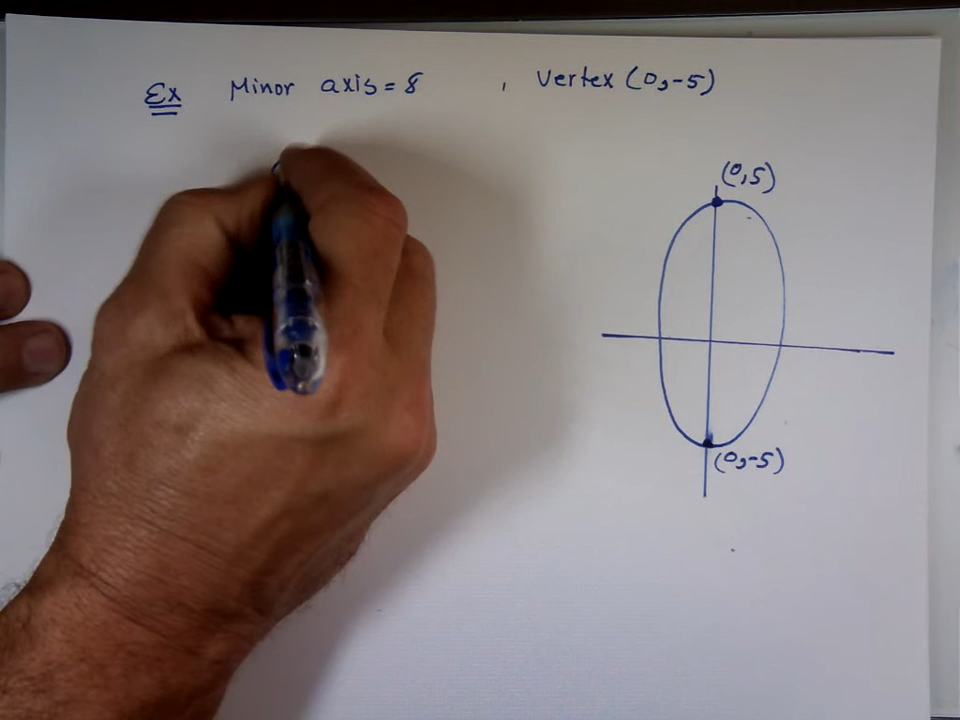 Ex Minor axis = 8 , Vertex (0,-5)
(0,5)
(0,-5)